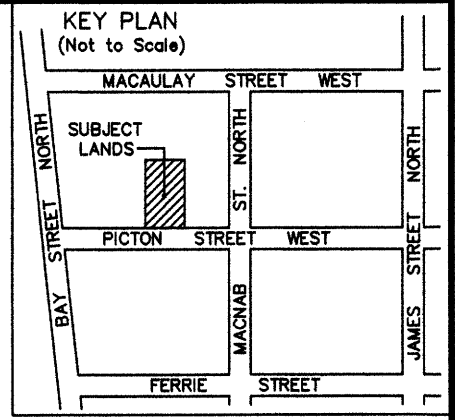 KEY PLAN
(Not to Scale)
MACAULAY STREET WEST
SUBJECT
LANDS
BAY STREET NORTH
MACNAB ST. NORTH
JAMES STREET NORTH
PICTON STREET WEST
FERRIE STREET